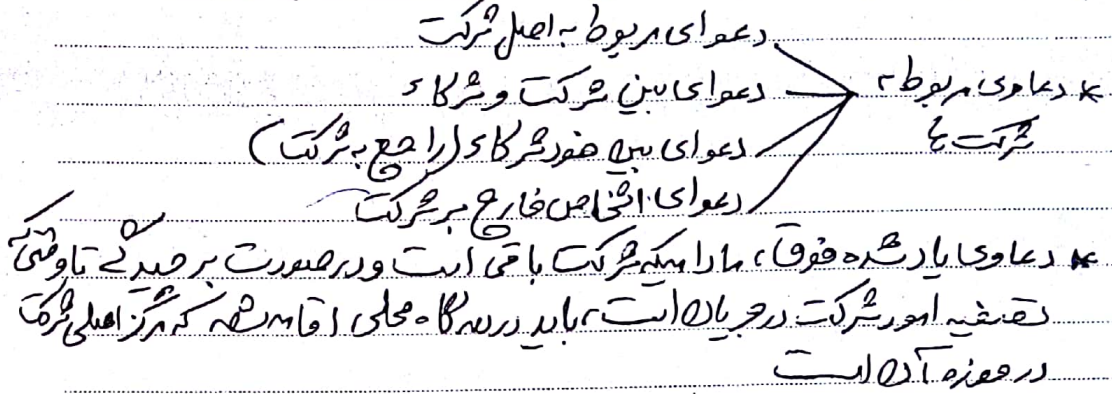 دعوای مربوط به اصل شرکت
* دعاوی مربوط به شرکت ها
دعوای بین شرکت و شرکاء
دعوای بین خود شرکاء (راجع به شرکت)
دعوای اشخاص خارج بر شرکت
* دعاوی یاد شده فوق، مادامیکه شرکت باقی است و در صورت برچیدگی تا وقتی که
تصفیه امور شرکت در جریان است، باید در دادگاه محلی اقامه شود که مرکز اصلی شرکت
در حوزه آن است